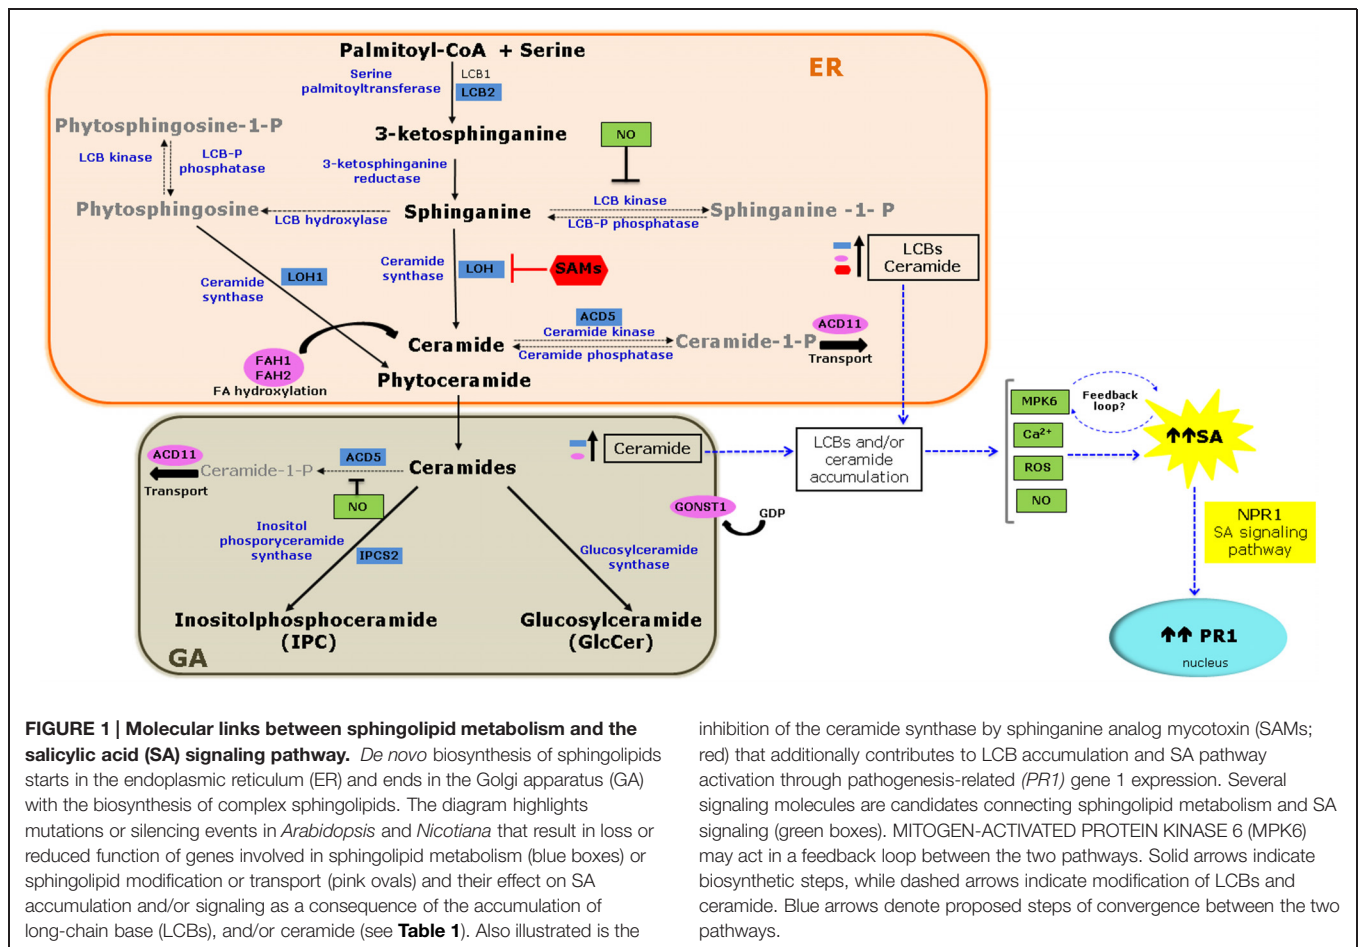 Palmitoyl-CoA + Serine
ER
Serine
palmitoyltransferase
LCB1
LCB2
3-ketosphinganine
NO
Phytosphingosine-1-P
LCB kinase
LCB-P
phosphatase
3-ketosphinganine
reductase
Phytosphingosine
LCB hydroxylase
Sphinganine
LCB kinase
LCB-P phosphatase
Sphinganine -1- P
LCBs
Ceramide
Ceramide
synthase
LOH1
Ceramide
synthase
LOH
SAMs
ACD5
Ceramide kinase
Ceramide phosphatase
Ceramide
Ceramide-1-P
ACD11
Transport
FAH1
FAH2
FA hydroxylation
Phytoceramide
MPK6
Ca2+
ROS
NO
Feedback
loop?
SA
ACD11
Transport
Ceramide-1-P
ACD5
NO
Ceramides
Ceramide
LCBs and/or
ceramide
accumulation
GONST1
GDP
Inositol
phosporyceramide
synthase
IPCS2
Glucosylceramide
synthase
NPR1
SA signaling
pathway
Inositolphosphoceramide
(IPC)
Glucosylceramide
(GlcCer)
GA
PR1
nucleus
FIGURE 1 | Molecular links between sphingolipid metabolism and the
salicylic acid (SA) signaling pathway. De novo biosynthesis of sphingolipids
starts in the endoplasmic reticulum (ER) and ends in the Golgi apparatus (GA)
with the biosynthesis of complex sphingolipids. The diagram highlights
mutations or silencing events in Arabidopsis and Nicotiana that result in loss or
reduced function of genes involved in sphingolipid metabolism (blue boxes) or
sphingolipid modification or transport (pink ovals) and their effect on SA
accumulation and/or signaling as a consequence of the accumulation of
long-chain base (LCBs), and/or ceramide (see Table 1). Also illustrated is the
inhibition of the ceramide synthase by sphinganine analog mycotoxin (SAMs;
red) that additionally contributes to LCB accumulation and SA pathway
activation through pathogenesis-related (PR1) gene 1 expression. Several
signaling molecules are candidates connecting sphingolipid metabolism and SA
signaling (green boxes). MITOGEN-ACTIVATED PROTEIN KINASE 6 (MPK6)
may act in a feedback loop between the two pathways. Solid arrows indicate
biosynthetic steps, while dashed arrows indicate modification of LCBs and
ceramide. Blue arrows denote proposed steps of convergence between the two
pathways.